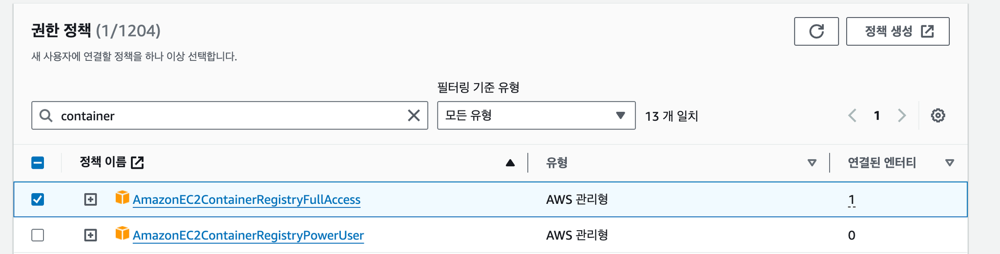 권한 정책 (1/1204)
정책 생성
새 사용자에 연결할 정책을 하나 이상 선택합니다.
필터링 기준 유형
container
모든 유형
13 개 일치
1
정책 이름
유형
연결된 엔터티
AmazonEC2ContainerRegistryFullAccess
AWS 관리형
1
AmazonEC2ContainerRegistryPowerUser
AWS 관리형
0